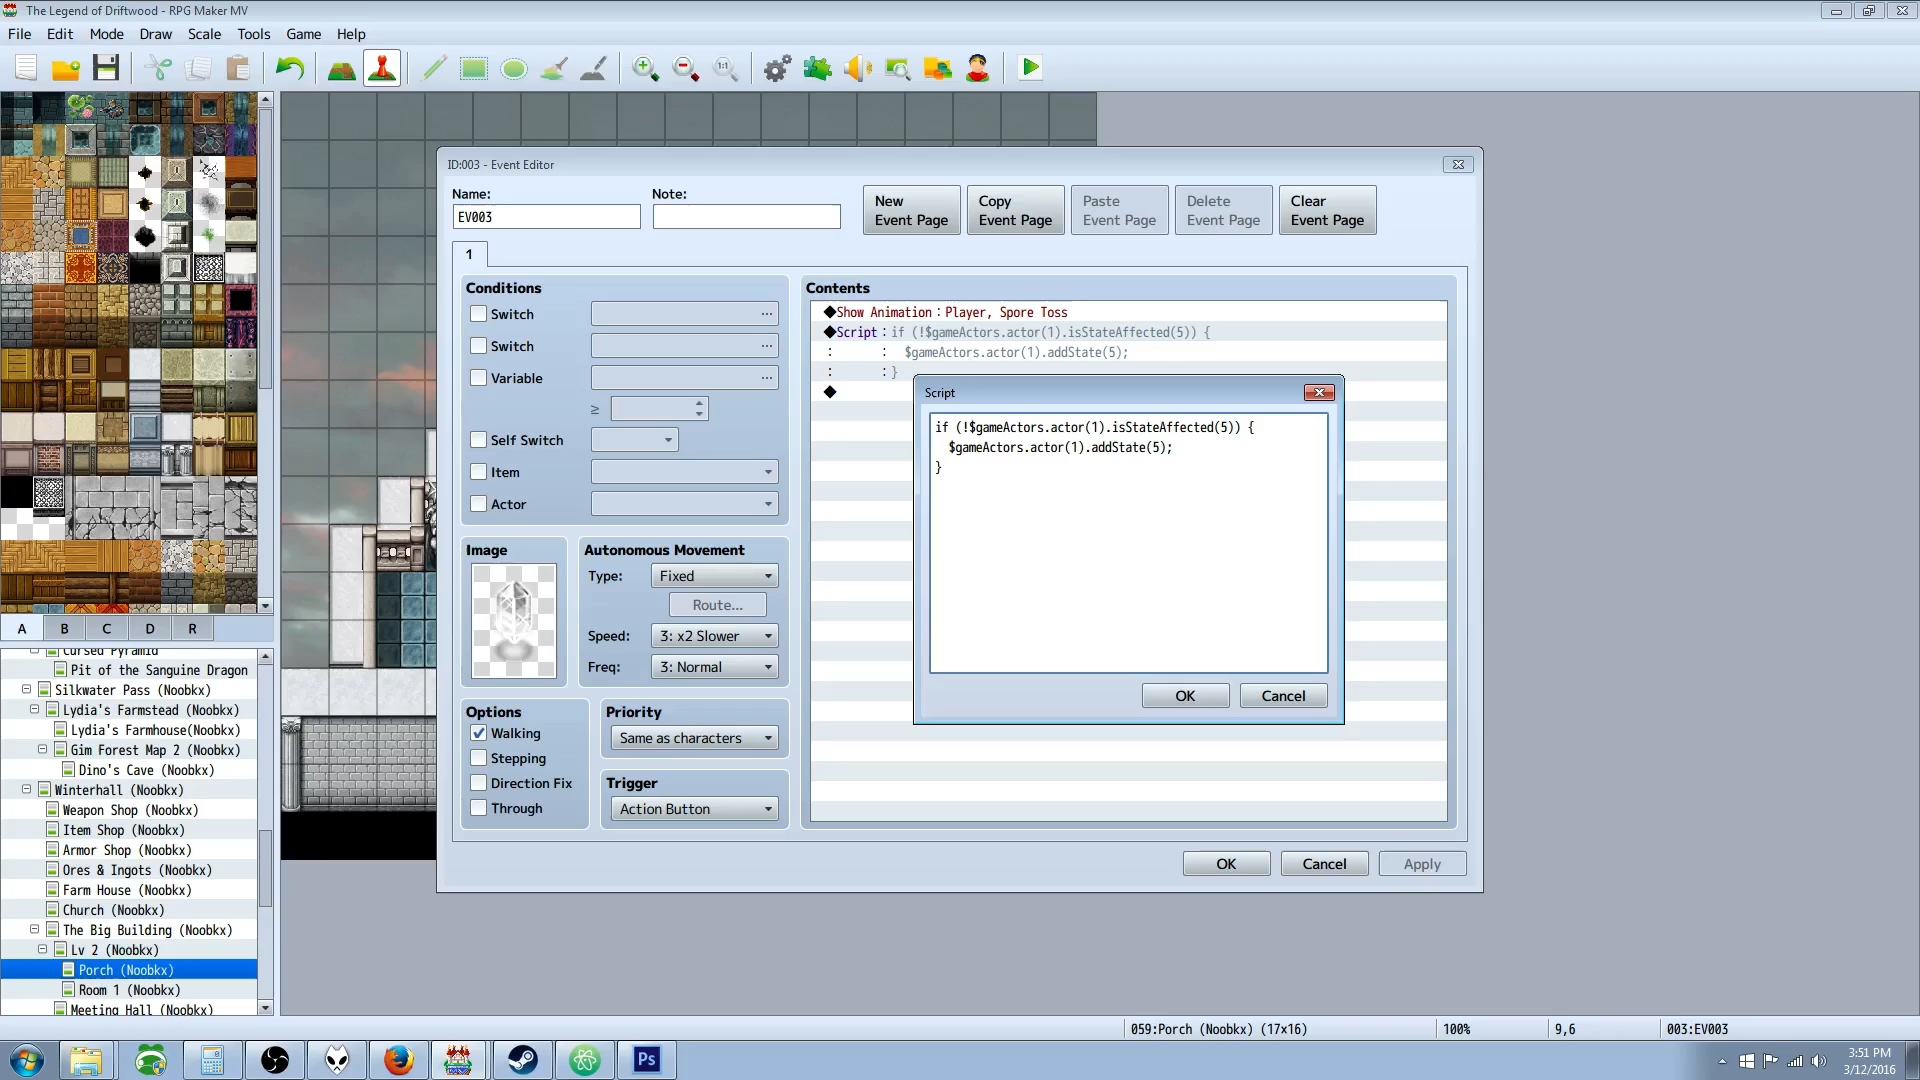 The Legend of Driftwood - RPG Maker MV
File Edit Mode Draw Scale Tools Game Help
1:1
ID:003 - Event Editor
Name:
EV003
Note:
New Event Page
Copy Event Page
Paste Event Page
Delete Event Page
Clear Event Page
1
Conditions
Switch ...
Switch ...
Variable ...
≥
Self Switch
Item
Actor
Image
Autonomous Movement
Type: Fixed
Route...
Speed: 3: x2 Slower
Freq: 3: Normal
Options
Walking
Stepping
Direction Fix
Through
Priority
Same as characters
Trigger
Action Button
Contents
◆Show Animation：Player, Spore Toss
◆Script：if (!$gameActors.actor(1).isStateAffected(5)) {
:      :  $gameActors.actor(1).addState(5);
:      :}
◆
Script
if (!$gameActors.actor(1).isStateAffected(5)) {
  $gameActors.actor(1).addState(5);
}
OK Cancel
OK Cancel Apply
A B C D R
Cursed Pyramid
Pit of the Sanguine Dragon
Silkwater Pass (Noobkx)
Lydia's Farmstead (Noobkx)
Lydia's Farmhouse(Noobkx)
Gim Forest Map 2 (Noobkx)
Dino's Cave (Noobkx)
Winterhall (Noobkx)
Weapon Shop (Noobkx)
Item Shop (Noobkx)
Armor Shop (Noobkx)
Ores & Ingots (Noobkx)
Farm House (Noobkx)
Church (Noobkx)
The Big Building (Noobkx)
Lv 2 (Noobkx)
Porch (Noobkx)
Room 1 (Noobkx)
Meeting Hall (Noobkx)
059:Porch (Noobkx) (17x16) 100% 9,6 003:EV003
Ps
3:51 PM
3/12/2016